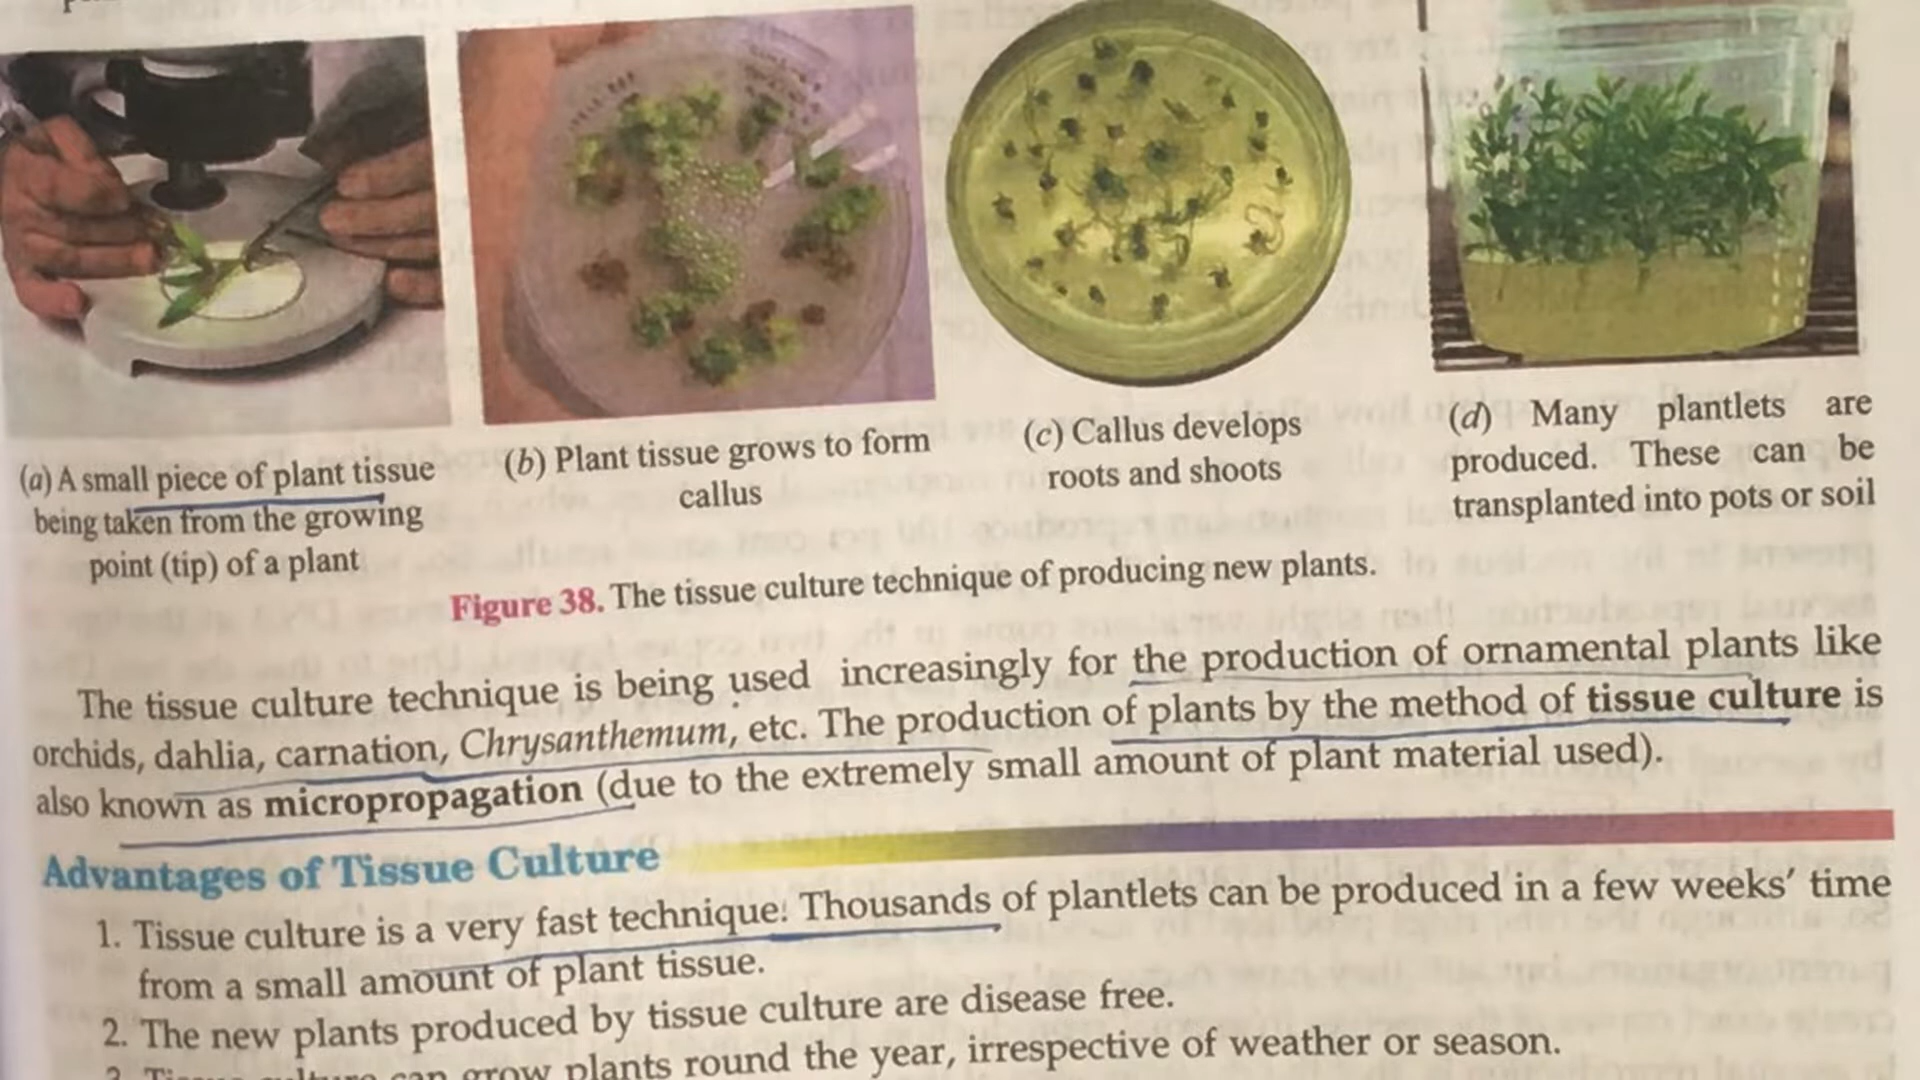 (a) A small piece of plant tissue
being taken from the growing
point (tip) of a plant
(b) Plant tissue grows to form
callus
(c) Callus develops
roots and shoots
(d) Many plantlets are
produced. These can be
transplanted into pots or soil
Figure 38. The tissue culture technique of producing new plants.
The tissue culture technique is being used increasingly for the production of ornamental plants like
orchids, dahlia, carnation, Chrysanthemum, etc. The production of plants by the method of tissue culture is
also known as micropropagation (due to the extremely small amount of plant material used).
Advantages of Tissue Culture
1. Tissue culture is a very fast technique. Thousands of plantlets can be produced in a few weeks' time
from a small amount of plant tissue.
2. The new plants produced by tissue culture are disease free.
3. Tissue culture can grow plants round the year, irrespective of weather or season.